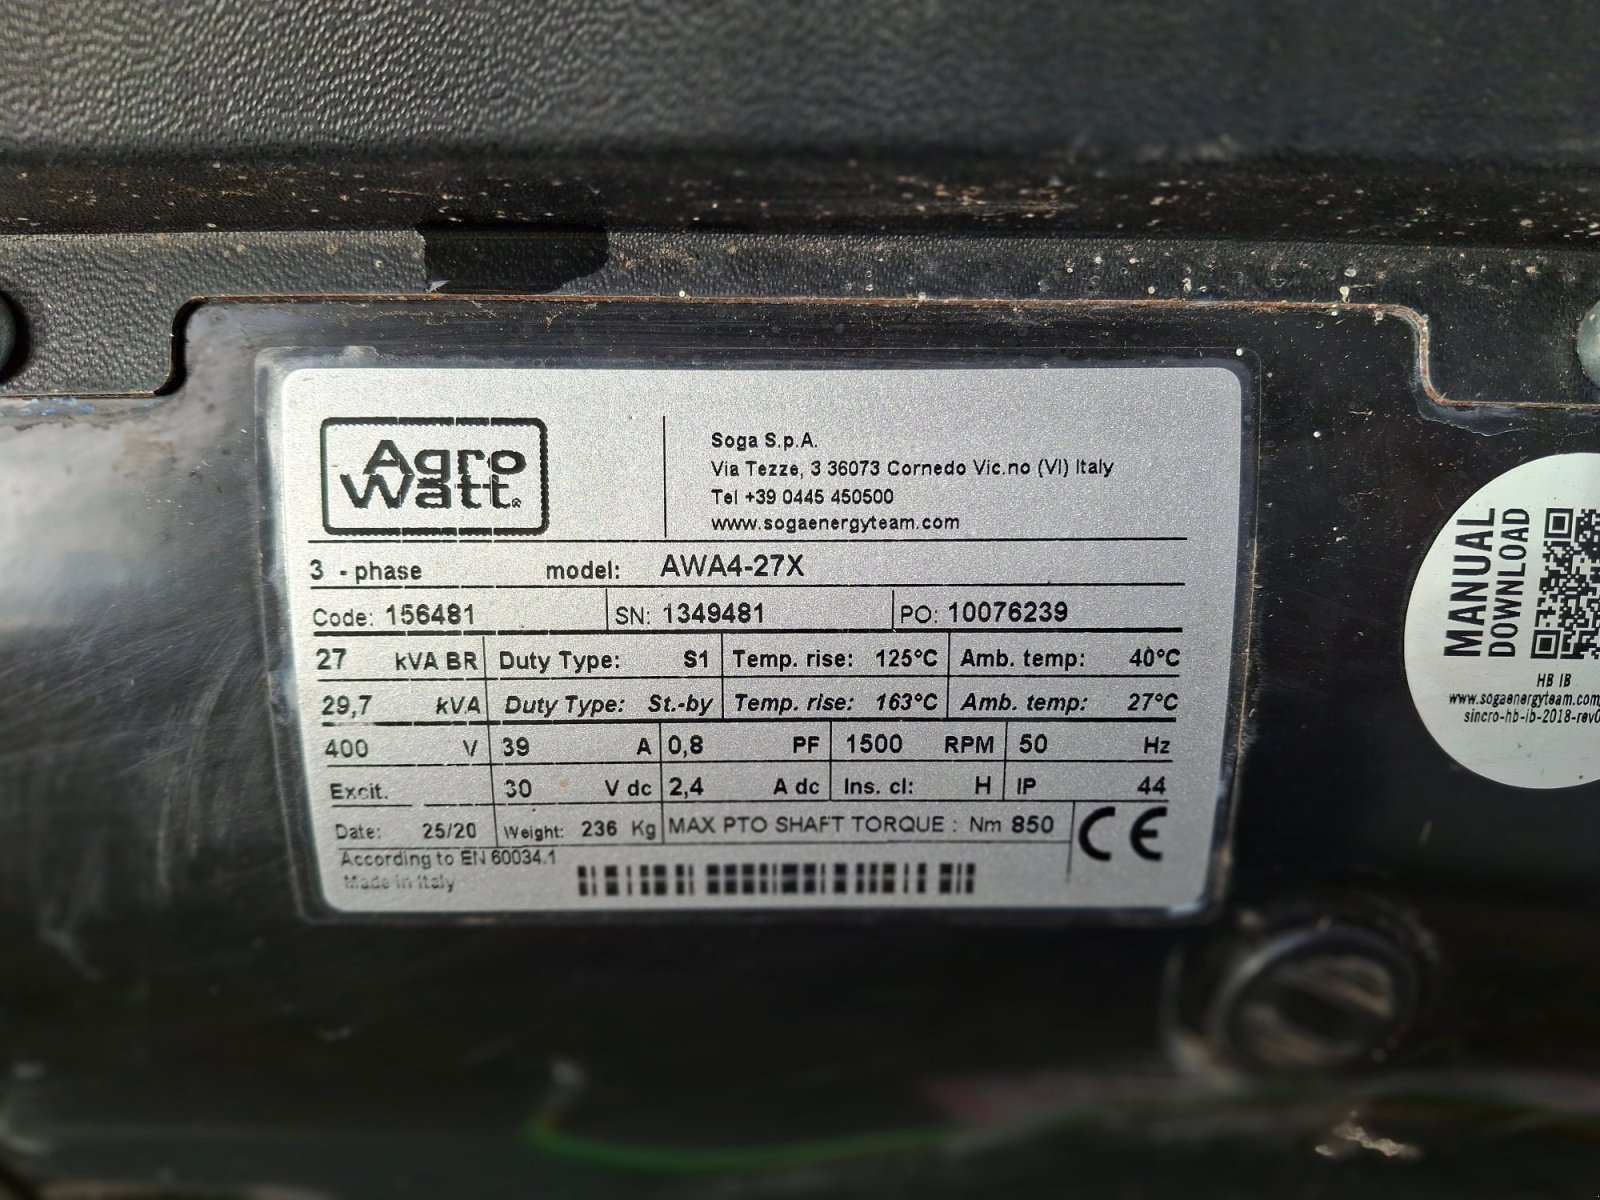 Agro
Watt®
Soga S.p.A.
Via Tezze, 3 36073 Cornedo Vic.no (VI) Italy
Tel +39 0445 450500
www.sogaenergyteam.com
3 - phase model: AWA4-27X
Code: 156481 SN: 1349481 PO: 10076239
27 kVA BR Duty Type: S1 Temp. rise: 125°C Amb. temp: 40°C
29,7 kVA Duty Type: St.-by Temp. rise: 163°C Amb. temp: 27°C
400 V 39 A 0,8 PF 1500 RPM 50 Hz
Excit. 30 V dc 2,4 A dc Ins. cl: H IP 44
Date: 25/20 Weight: 236 Kg MAX PTO SHAFT TORQUE : Nm 850
According to EN 60034.1
Made in Italy
CE
MANUAL
DOWNLOAD
HB IB
www.sogaenergyteam.com/
sincro-hb-ib-2018-rev0